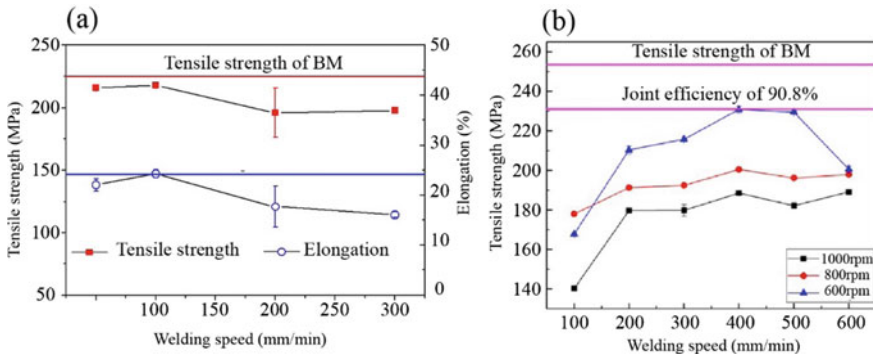 (a)
250
200
150
100
50
Tensile strength (MPa)
Tensile strength of BM
Tensile strength
Elongation
50
40
30
20
10
0
Elongation (%)
50 100 150 200 250 300
Welding speed (mm/min)
(b)
260
240
220
200
180
160
140
Tensile strength (MPa)
Tensile strength of BM
Joint efficiency of 90.8%
1000rpm
800rpm
600rpm
100 200 300 400 500 600
Welding speed (mm/min)